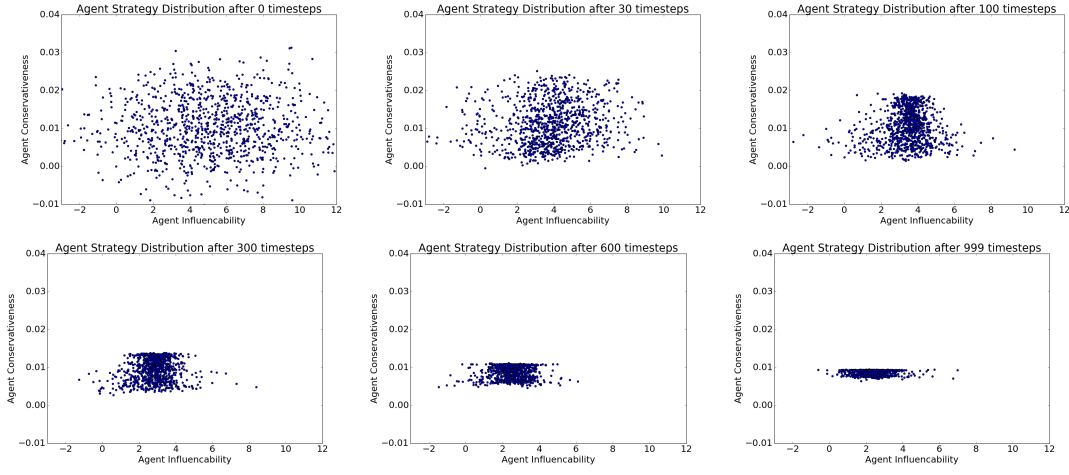 Agent Strategy Distribution after 0 timesteps
0.04
0.03
0.02
0.01
0.00
−0.01
Agent Conservativeness
−2 0 2 4 6 8 10 12
Agent Influencability
Agent Strategy Distribution after 30 timesteps
0.04
0.03
0.02
0.01
0.00
−0.01
Agent Conservativeness
−2 0 2 4 6 8 10 12
Agent Influencability
Agent Strategy Distribution after 100 timesteps
0.04
0.03
0.02
0.01
0.00
−0.01
Agent Conservativeness
−2 0 2 4 6 8 10 12
Agent Influencability
Agent Strategy Distribution after 300 timesteps
0.04
0.03
0.02
0.01
0.00
−0.01
Agent Conservativeness
−2 0 2 4 6 8 10 12
Agent Influencability
Agent Strategy Distribution after 600 timesteps
0.04
0.03
0.02
0.01
0.00
−0.01
Agent Conservativeness
−2 0 2 4 6 8 10 12
Agent Influencability
Agent Strategy Distribution after 999 timesteps
0.04
0.03
0.02
0.01
0.00
−0.01
Agent Conservativeness
−2 0 2 4 6 8 10 12
Agent Influencability